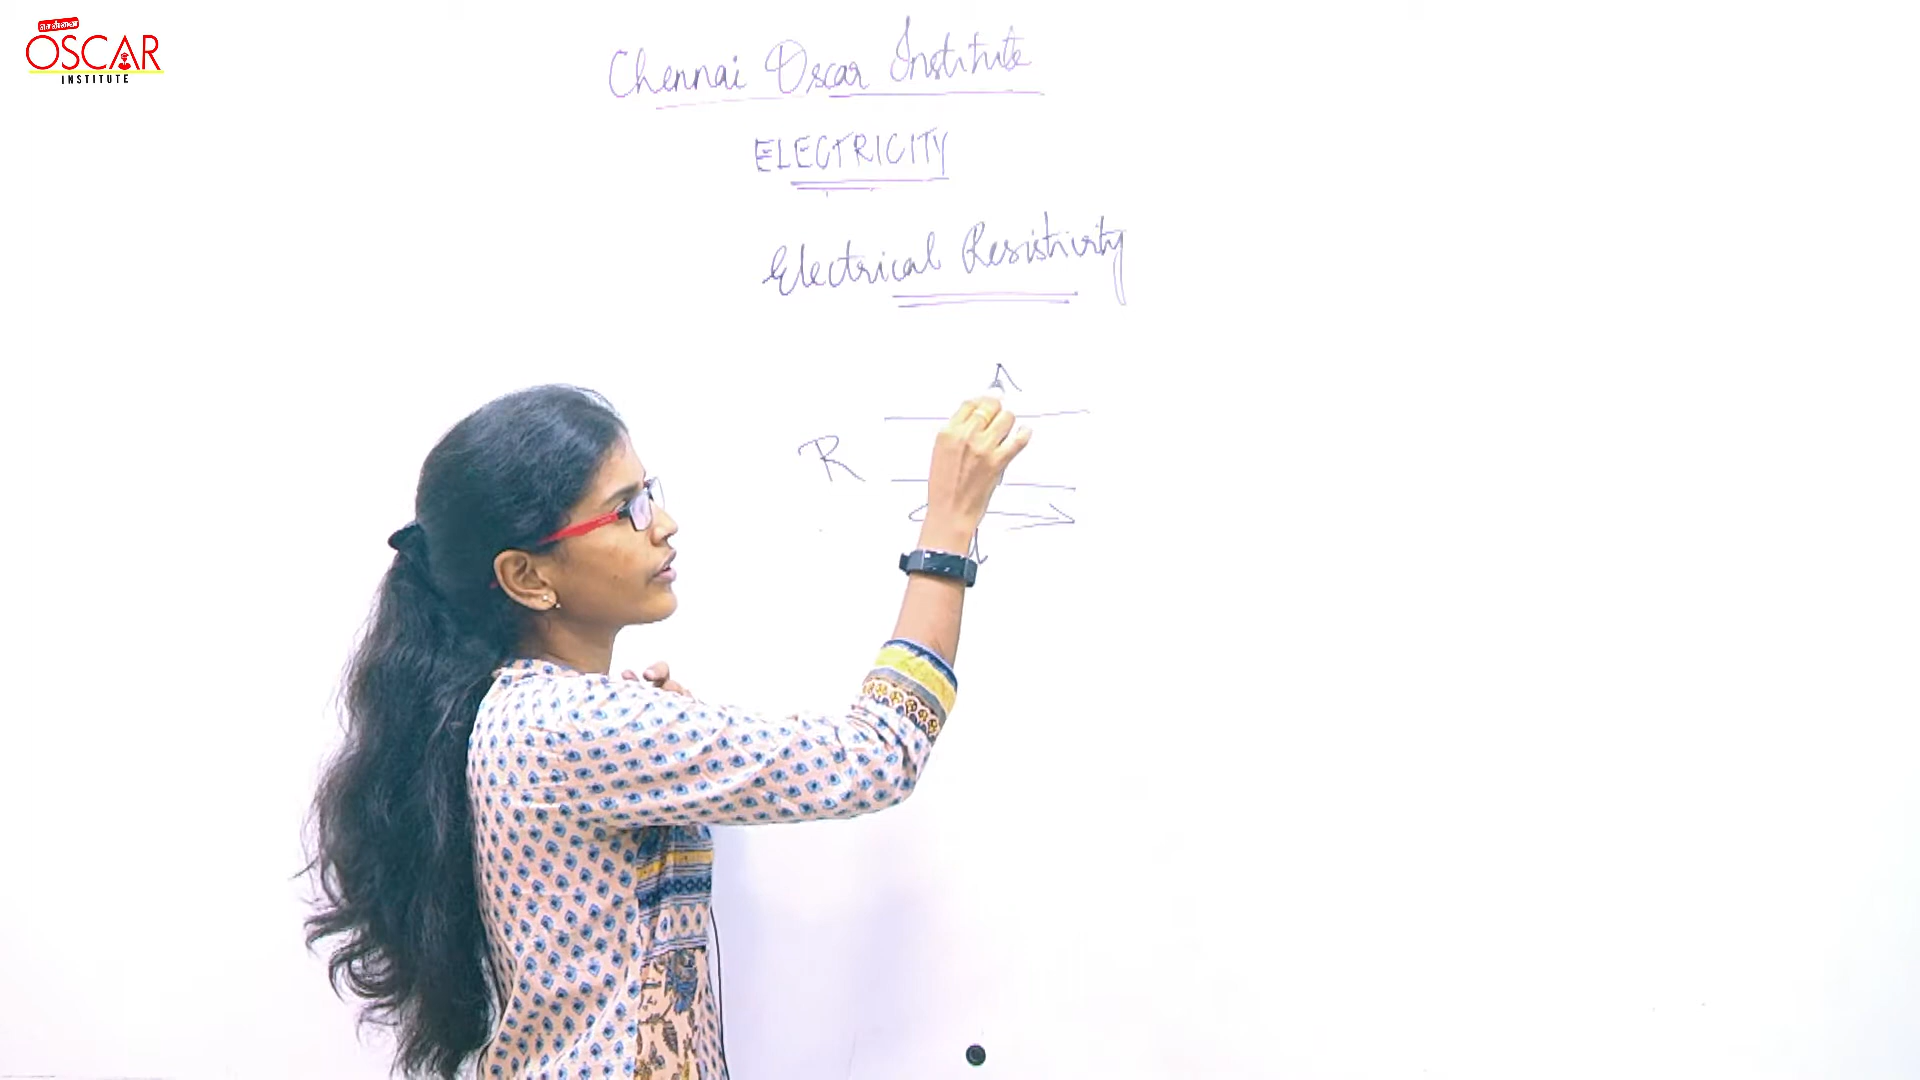 OSCAR
INSTITUTE
Chennai Oscar Institute
ELECTRICITY
Electrical Resistivity
A
R
l